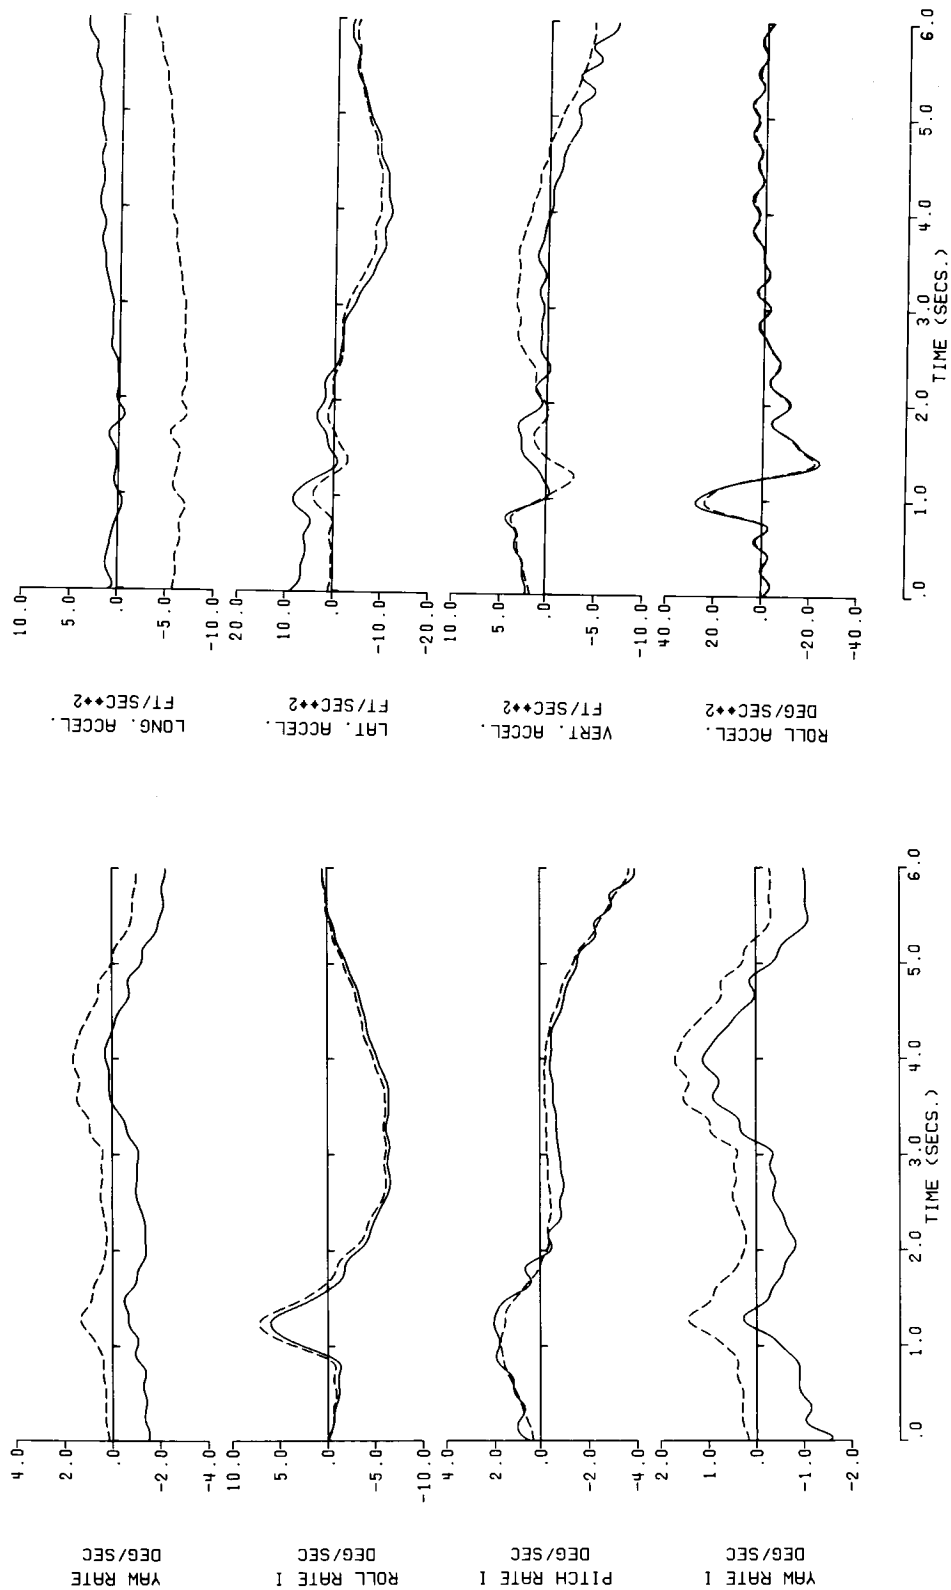 YAW RATE
DEG/SEC
4.0
2.0
.0
-2.0
-4.0
ROLL RATE I
DEG/SEC
10.0
5.0
.0
-5.0
-10.0
PITCH RATE I
DEG/SEC
4.0
2.0
.0
-2.0
-4.0
YAW RATE I
DEG/SEC
2.0
1.0
.0
-1.0
-2.0
.0 1.0 2.0 3.0 4.0 5.0 6.0
TIME (SECS.)
LONG. ACCEL.
FT/SEC**2
10.0
5.0
.0
-5.0
-10.0
LAT. ACCEL.
FT/SEC**2
20.0
10.0
.0
-10.0
-20.0
VERT. ACCEL.
FT/SEC**2
10.0
5.0
.0
-5.0
-10.0
ROLL ACCEL.
DEG/SEC**2
40.0
20.0
.0
-20.0
-40.0
.0 1.0 2.0 3.0 4.0 5.0 6.0
TIME (SECS.)